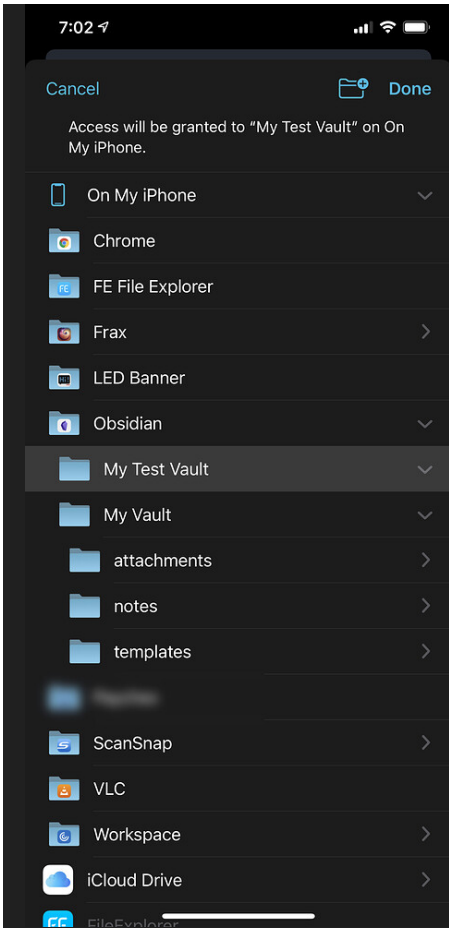 7:02
Cancel
Done
Access will be granted to “My Test Vault” on On
My iPhone.
On My iPhone
Chrome
FE File Explorer
Frax
LED Banner
Obsidian
My Test Vault
My Vault
attachments
notes
templates
ScanSnap
VLC
Workspace
iCloud Drive
FileExplorer